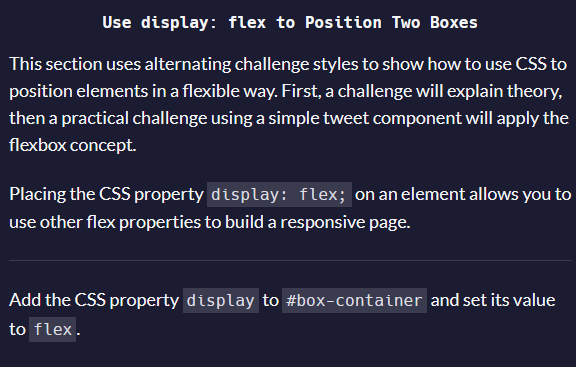 Use display: flex to Position Two Boxes
This section uses alternating challenge styles to show how to use CSS to
position elements in a flexible way. First, a challenge will explain theory,
then a practical challenge using a simple tweet component will apply the
flexbox concept.
Placing the CSS property display: flex; on an element allows you to
use other flex properties to build a responsive page.
Add the CSS property display to #box-container and set its value
to flex.